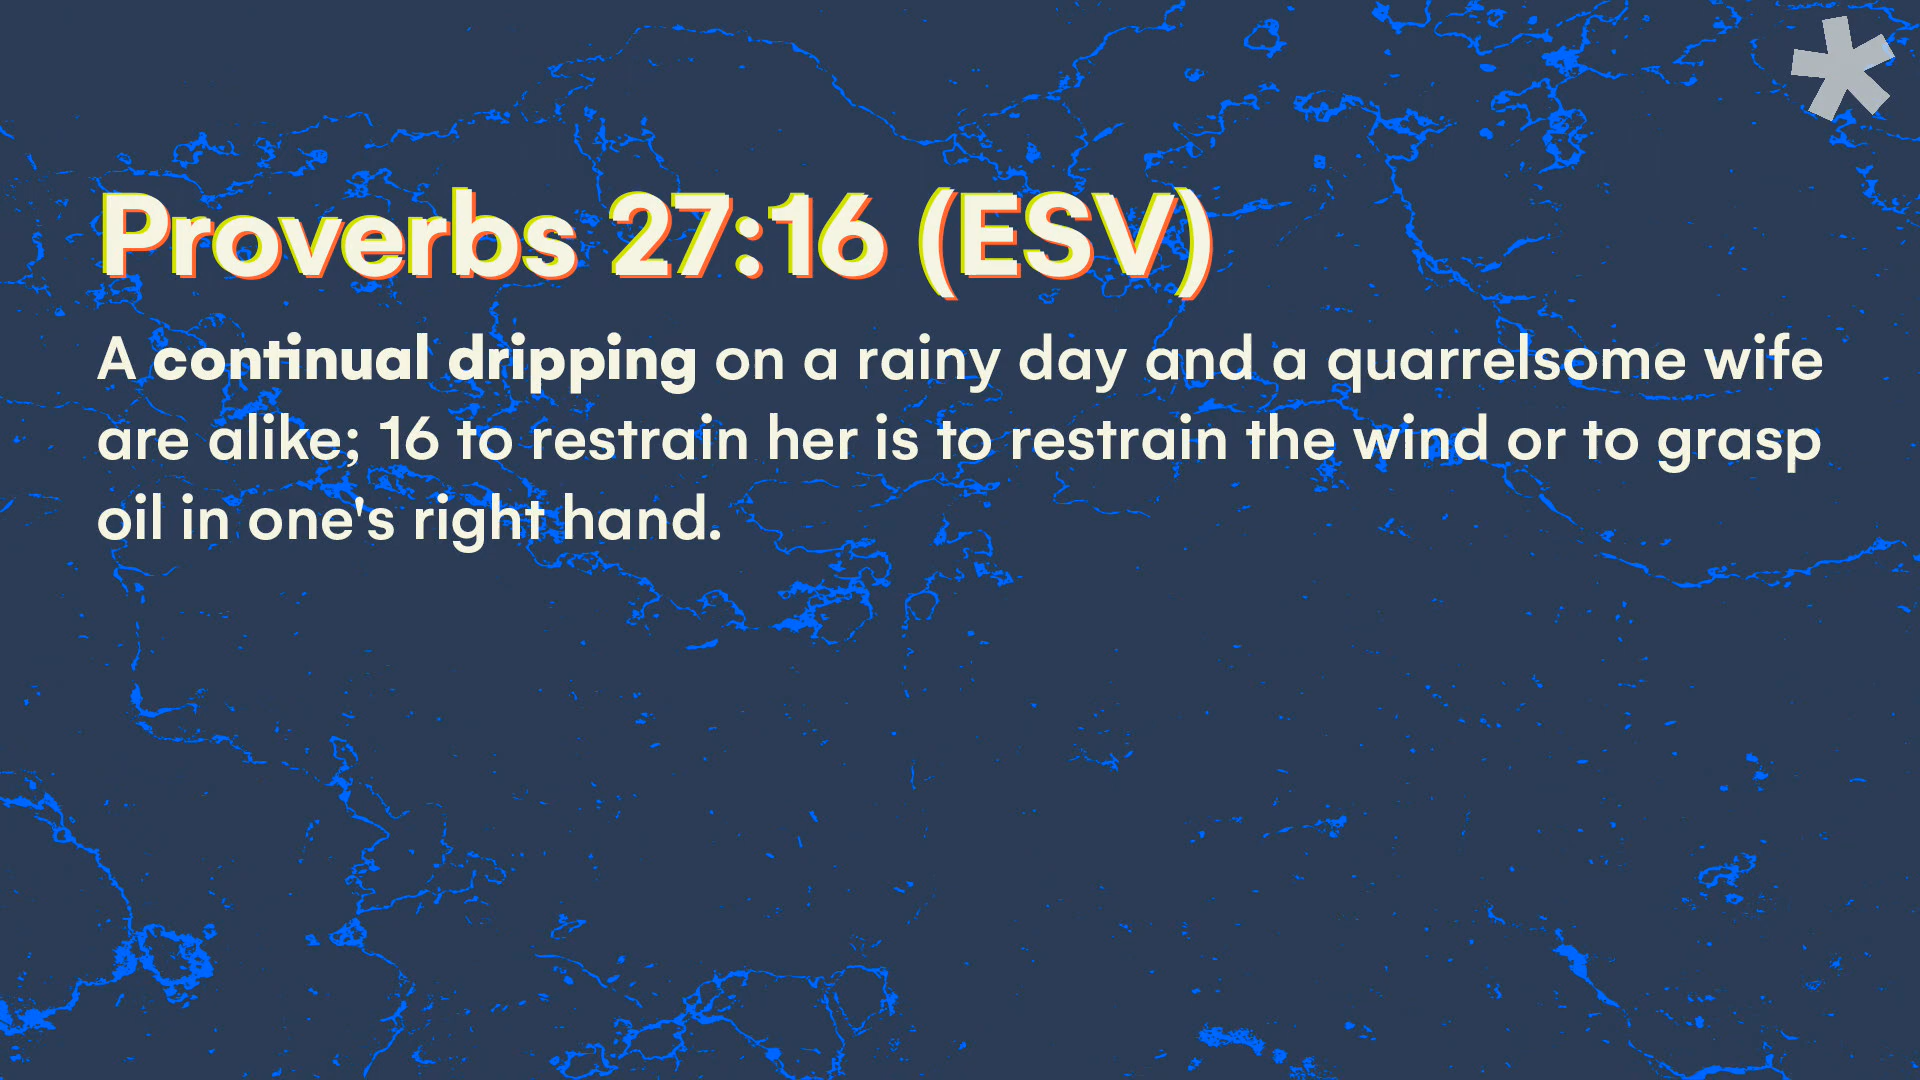 Proverbs 27:16 (ESV)
A continual dripping on a rainy day and a quarrelsome wife
are alike; 16 to restrain her is to restrain the wind or to grasp
oil in one's right hand.